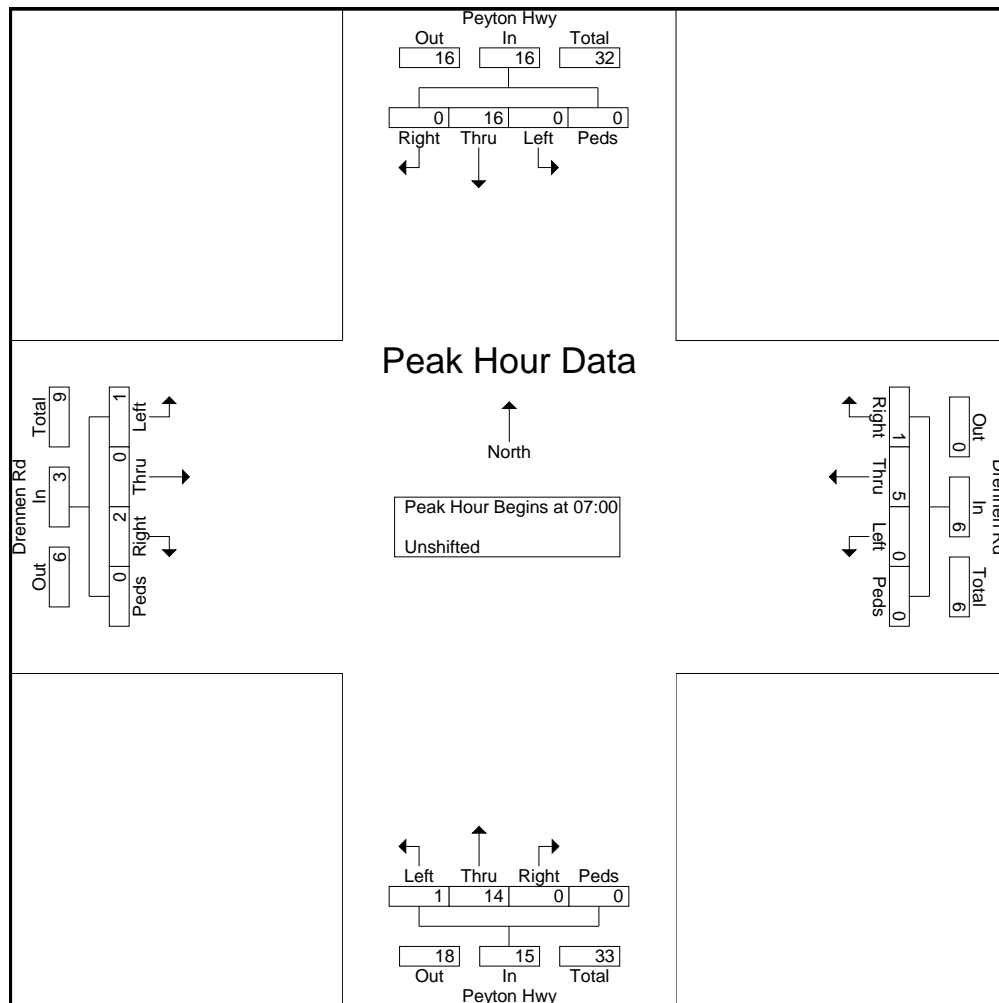 Peyton Hwy
Out In Total
16 16 32
0 16 0 0
Right Thru Left Peds
Peak Hour Data
North
Peak Hour Begins at 07:00
Unshifted
Drennen Rd
Total In Out
9 3 6
1 0 2 0
Left Thru Right Peds
Right Thru Left Peds
1 5 0 0
Out In Total
0 6 6
Drennen Rd
Left Thru Right Peds
1 14 0 0
18 15 33
Out In Total
Peyton Hwy